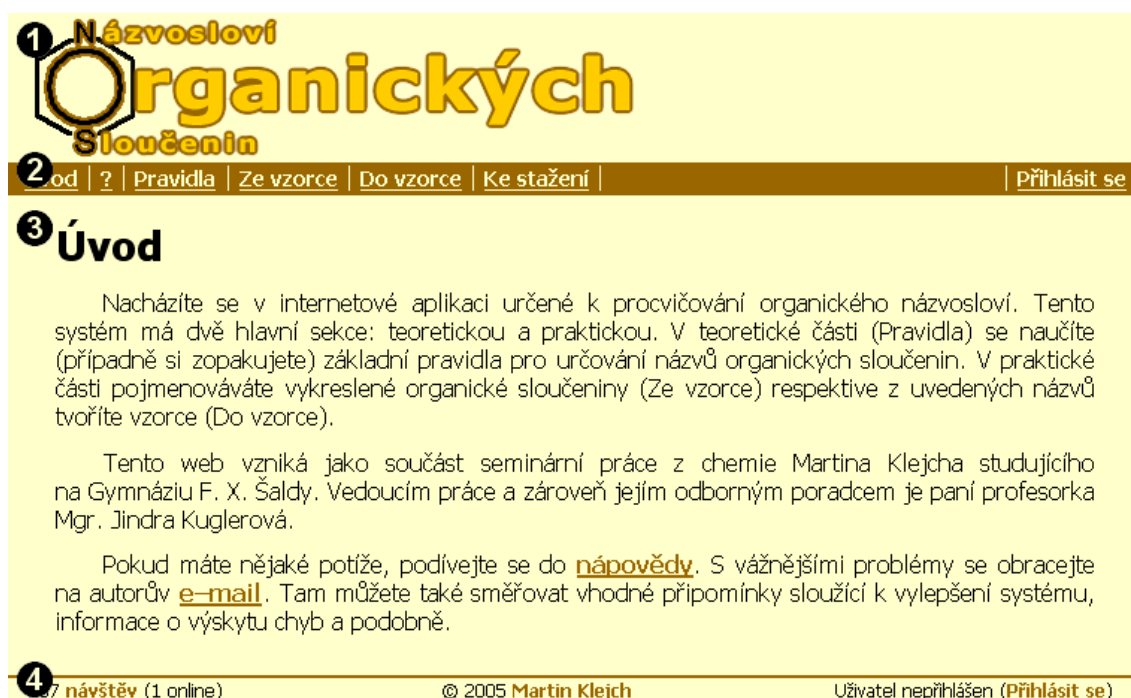 1 Názvosloví
Organických
Sloučenin
2 | ? | Pravidla | Ze vzorce | Do vzorce | Ke stažení | | Přihlásit se
3 Úvod
Nacházíte se v internetové aplikaci určené k procvičování organického názvosloví. Tento
systém má dvě hlavní sekce: teoretickou a praktickou. V teoretické části (Pravidla) se naučíte
(případně si zopakujete) základní pravidla pro určování názvů organických sloučenin. V praktické
části pojmenováváte vykreslené organické sloučeniny (Ze vzorce) respektive z uvedených názvů
tvoříte vzorce (Do vzorce).
Tento web vzniká jako součást seminární práce z chemie Martina Klejcha studujícího
na Gymnáziu F. X. Šaldy. Vedoucím práce a zároveň jejím odborným poradcem je paní profesorka
Mgr. Jindra Kuglerová.
Pokud máte nějaké potíže, podívejte se do nápovědy. S vážnějšími problémy se obracejte
na autorův e–mail. Tam můžete také směřovat vhodné připomínky sloužící k vylepšení systému,
informace o výskytu chyb a podobně.
4 návštěv (1 online) © 2005 Martin Klejch Uživatel nepřihlášen (Přihlásit se)